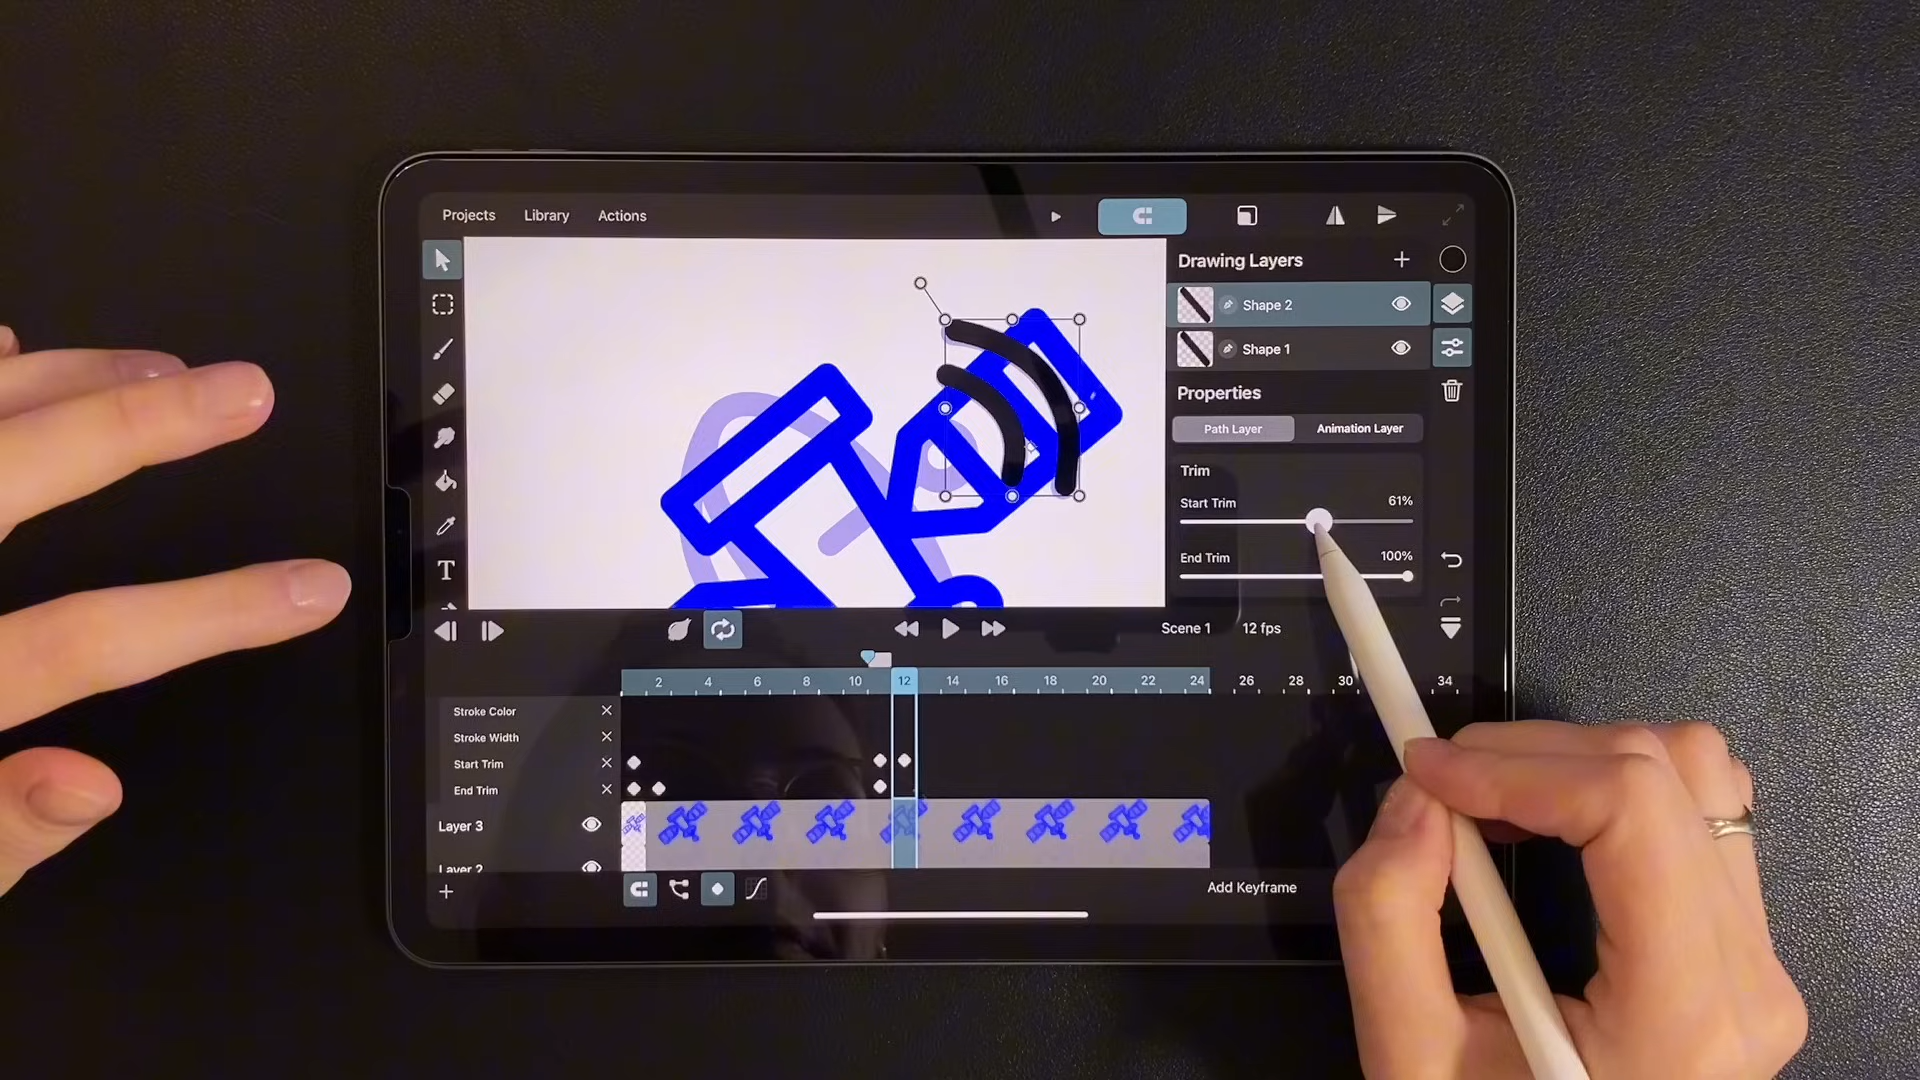 Projects Library Actions
Drawing Layers
Shape 2
Shape 1
Properties
Path Layer Animation Layer
Trim
Start Trim 61%
End Trim 100%
T
Scene 1 12 fps
2 4 6 8 10 12 14 16 18 20 22 24 26 28 30 34
Stroke Color
Stroke Width
Start Trim
End Trim
Layer 3
Layer 2
Add Keyframe